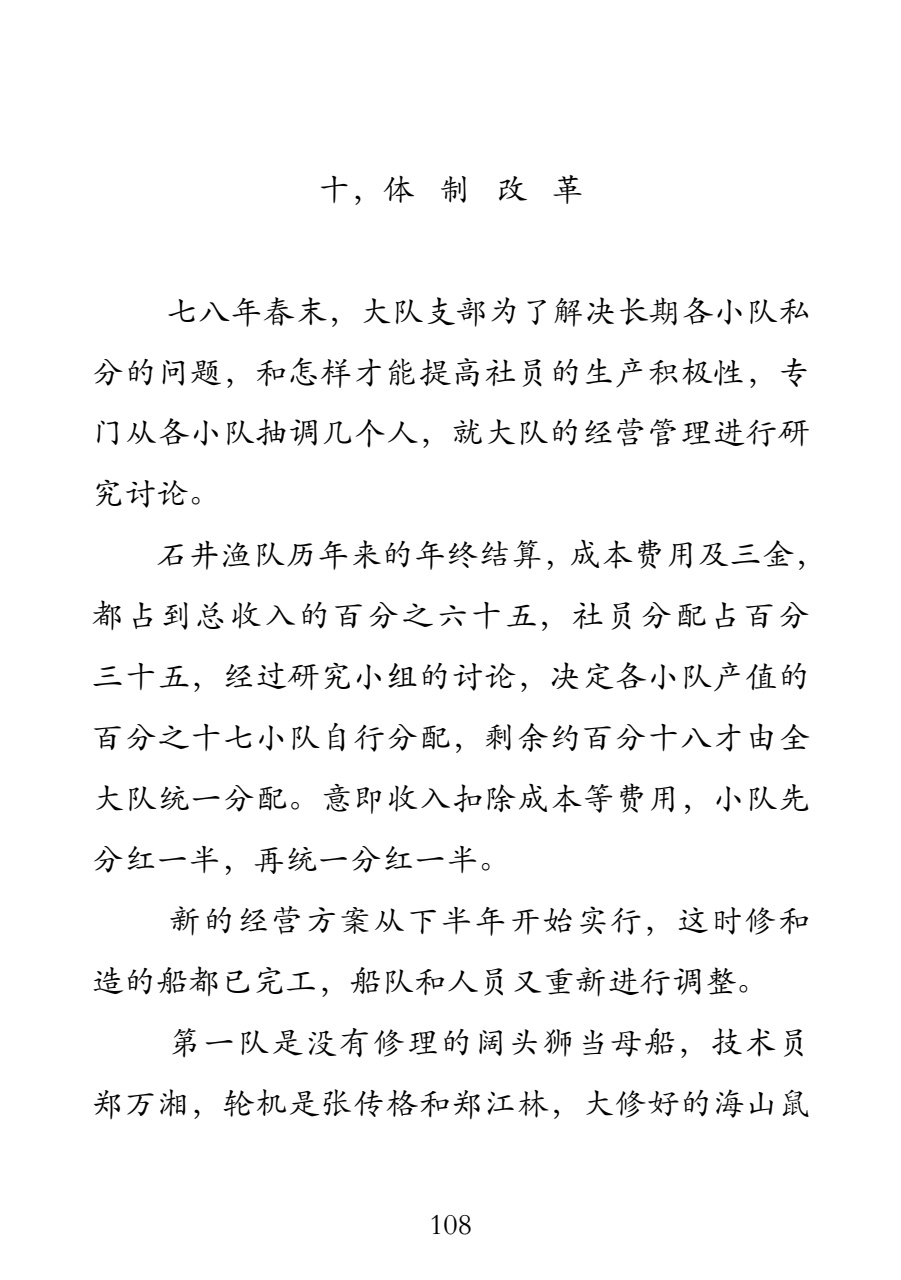 十，体 制 改 革
七八年春末，大队支部为了解决长期各小队私
分的问题，和怎样才能提高社员的生产积极性，专
门从各小队抽调几个人，就大队的经营管理进行研
究讨论。
石井渔队历年来的年终结算，成本费用及三金，
都占到总收入的百分之六十五，社员分配占百分
三十五，经过研究小组的讨论，决定各小队产值的
百分之十七小队自行分配，剩余约百分十八才由全
大队统一分配。意即收入扣除成本等费用，小队先
分红一半，再统一分红一半。
新的经营方案从下半年开始实行，这时修和
造的船都已完工，船队和人员又重新进行调整。
第一队是没有修理的阔头狮当母船，技术员
郑万湘，轮机是张传格和郑江林，大修好的海山鼠
108